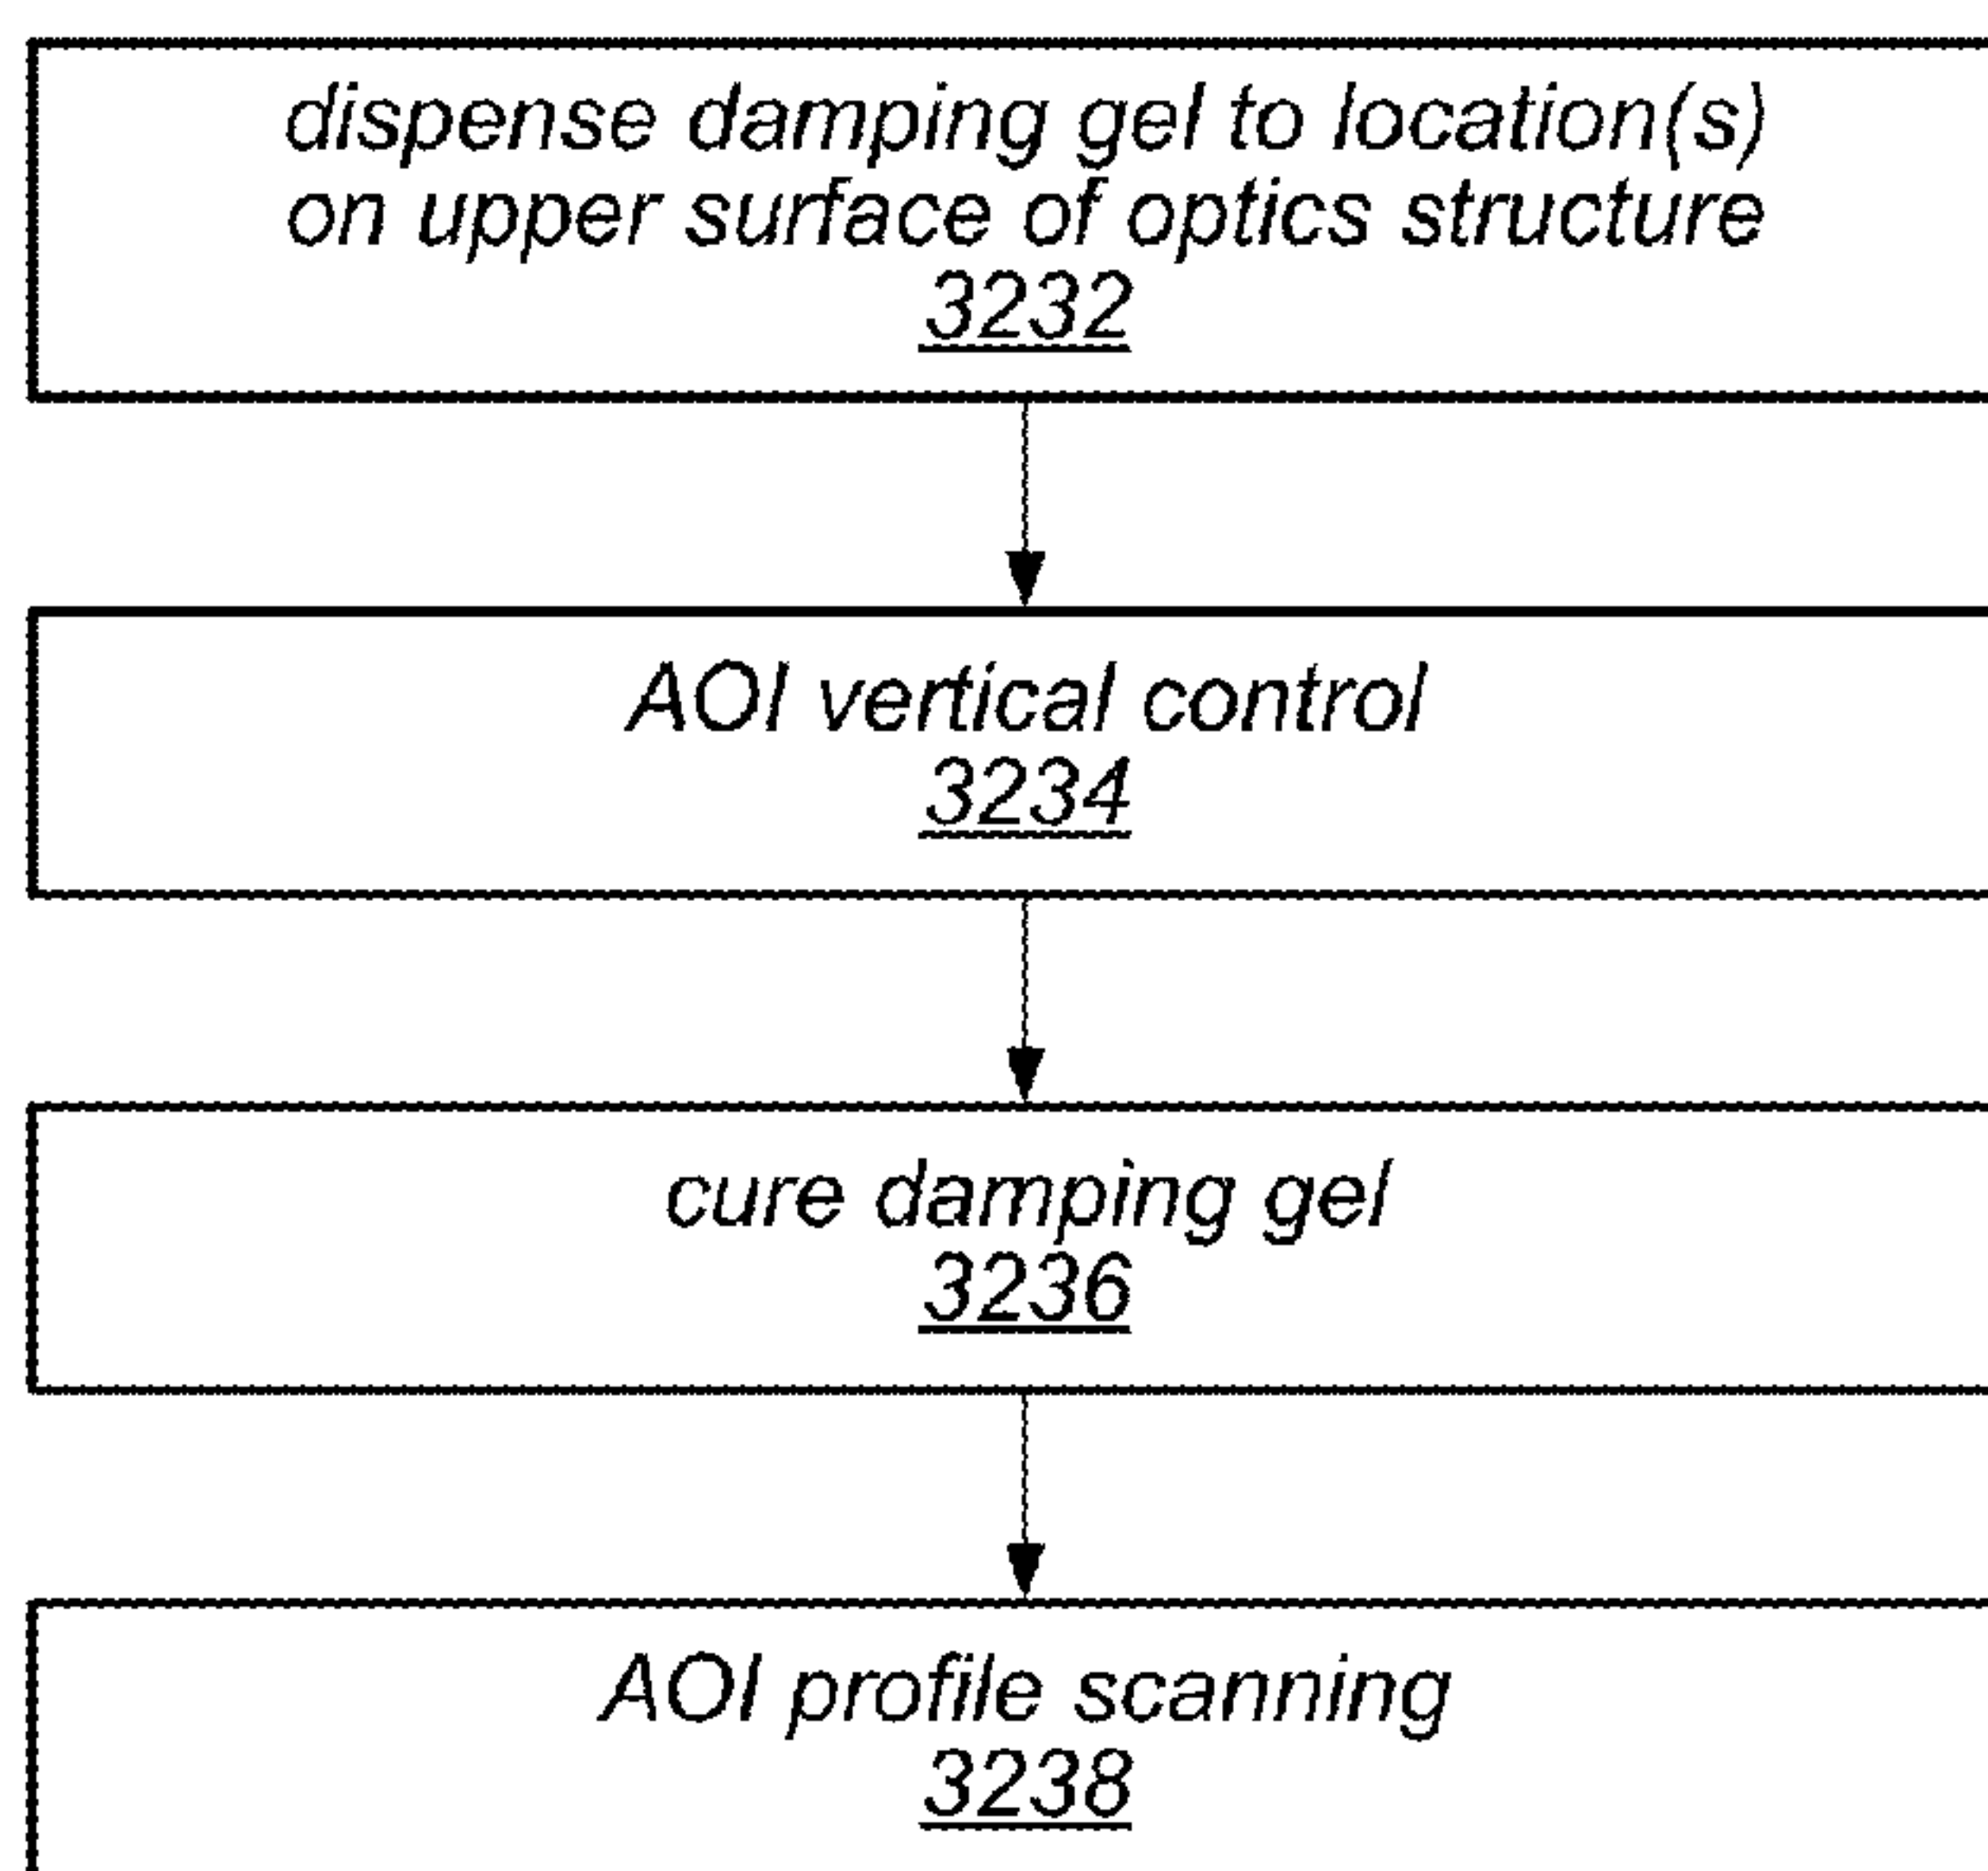 dispense damping gel to location(s)
on upper surface of optics structure
3232
AOI vertical control
3234
cure damping gel
3236
AOI profile scanning
3238